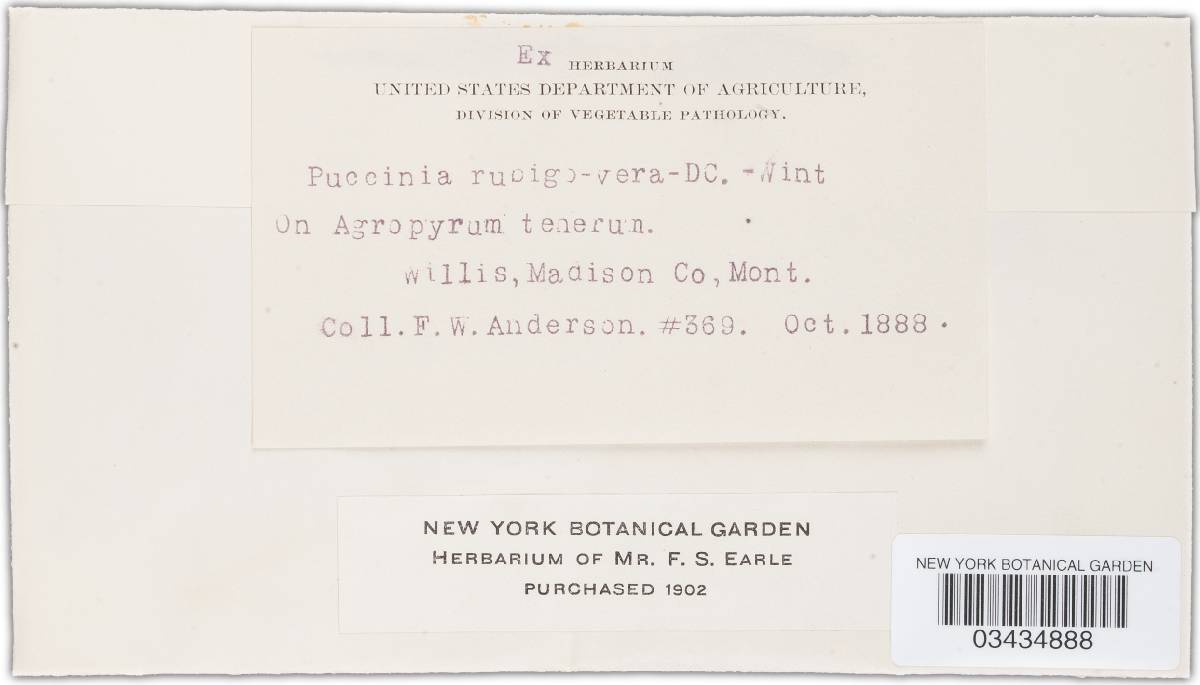 Ex HERBARIUM
UNITED STATES DEPARTMENT OF AGRICULTURE,
DIVISION OF VEGETABLE PATHOLOGY.
Puccinia rubigo-vera-DC.-Wint
On Agropyrum tenerum.
Willis,Madison Co,Mont.
Coll.F.W.Anderson.#369. Oct.1888.
NEW YORK BOTANICAL GARDEN
HERBARIUM OF MR. F. S. EARLE
PURCHASED 1902
NEW YORK BOTANICAL GARDEN
03434888